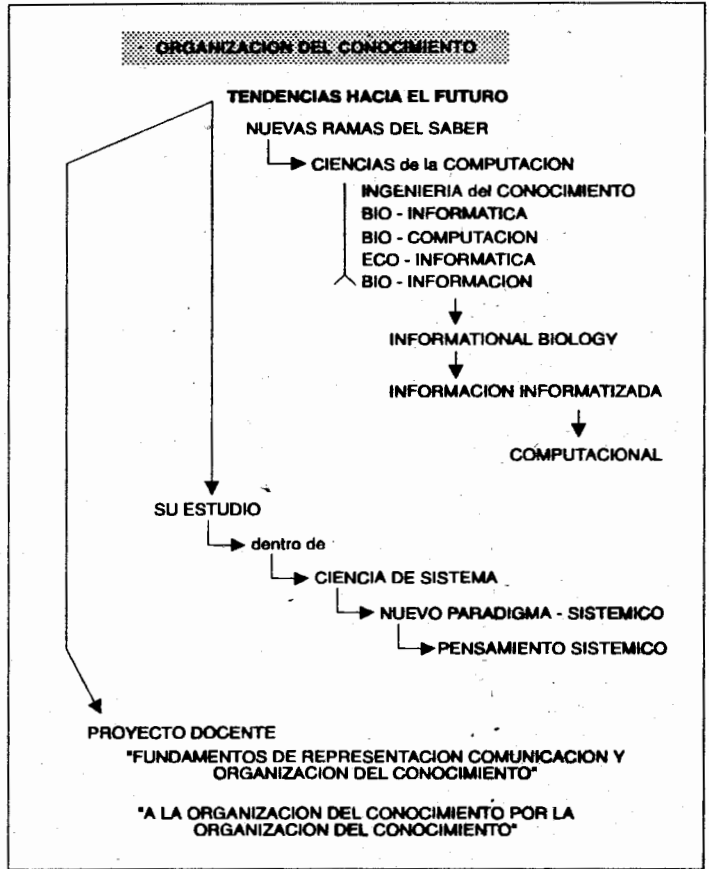 ORGANIZACION DEL CONOCIMIENTO
TENDENCIAS HACIA EL FUTURO
NUEVAS RAMAS DEL SABER
CIENCIAS de la COMPUTACION
INGENIERIA del CONOCIMIENTO
BIO - INFORMATICA
BIO - COMPUTACION
ECO - INFORMATICA
BIO - INFORMACION
INFORMATIONAL BIOLOGY
INFORMACION INFORMATIZADA
COMPUTACIONAL
SU ESTUDIO
dentro de
CIENCIA DE SISTEMA
NUEVO PARADIGMA - SISTEMICO
PENSAMIENTO SISTEMICO
PROYECTO DOCENTE
"FUNDAMENTOS DE REPRESENTACION COMUNICACION Y
ORGANIZACION DEL CONOCIMIENTO"
"A LA ORGANIZACION DEL CONOCIMIENTO POR LA
ORGANIZACION DEL CONOCIMIENTO"